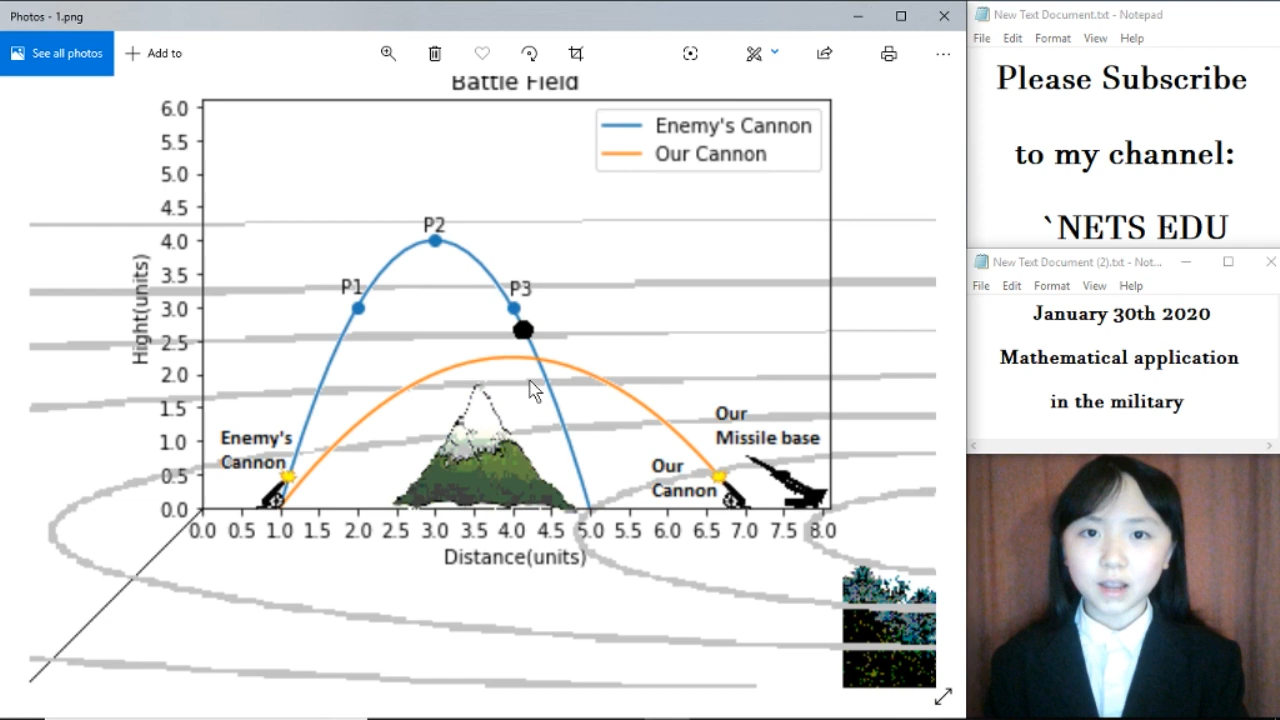 Photos - 1.png
See all photos
Add to
Battle Field
6.0
5.5
5.0
4.5
4.0
3.5
3.0
2.5
2.0
1.5
1.0
0.5
0.0
Hight(units)
Enemy's Cannon
Our Cannon
P2
P1
P3
Enemy's
Cannon
Our
Cannon
Our
Missile base
0.0 0.5 1.0 1.5 2.0 2.5 3.0 3.5 4.0 4.5 5.0 5.5 6.0 6.5 7.0 7.5 8.0
Distance(units)
New Text Document.txt - Notepad
File Edit Format View Help
Please Subscribe
to my channel:
`NETS EDU
New Text Document (2).txt - Not...
File Edit Format View Help
January 30th 2020
Mathematical application
in the military